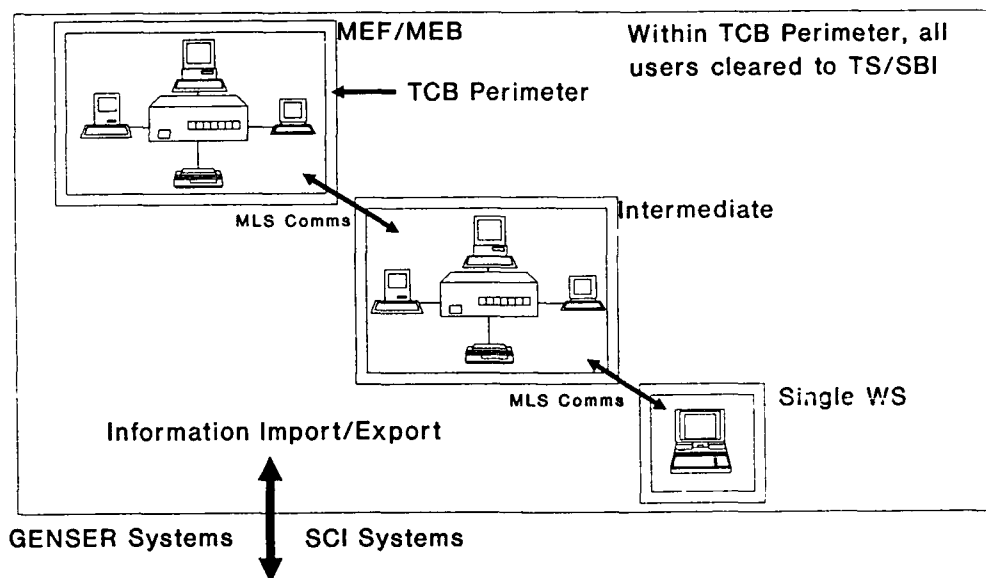 MEF/MEB
Within TCB Perimeter, all
users cleared to TS/SBI
TCB Perimeter
MLS Comms
Intermediate
MLS Comms
Single WS
Information Import/Export
GENSER Systems
SCI Systems